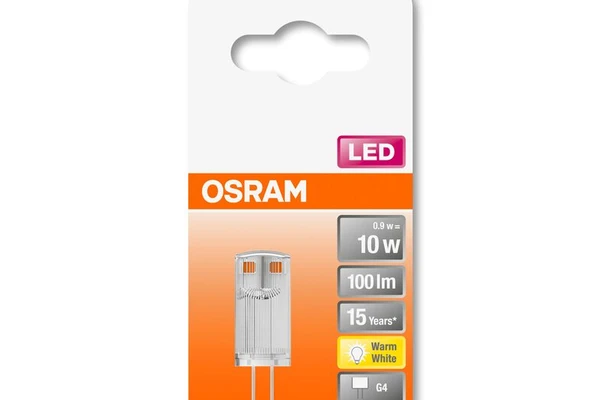 LED
OSRAM
0.9 w=
10 w
100 lm
15 Years*
Warm
White
G4